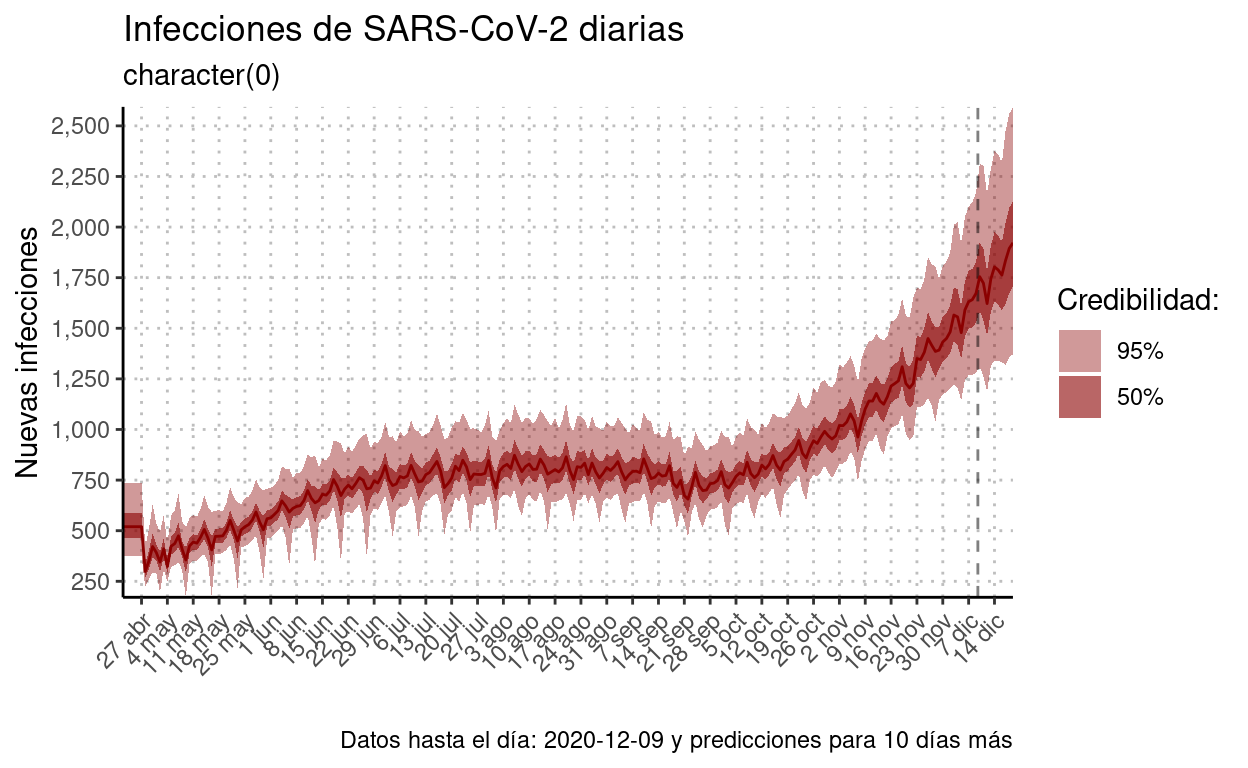 Infecciones de SARS-CoV-2 diarias
character(0)
Nuevas infecciones
2,500
2,250
2,000
1,750
1,500
1,250
1,000
750
500
250
27 abr
4 may
11 may
18 may
25 may
1 jun
8 jun
15 jun
22 jun
29 jun
6 jul
13 jul
20 jul
27 jul
3 ago
10 ago
17 ago
24 ago
31 ago
7 sep
14 sep
21 sep
28 sep
5 oct
12 oct
19 oct
26 oct
2 nov
9 nov
16 nov
23 nov
30 nov
7 dic
14 dic
Credibilidad:
95%
50%
Datos hasta el día: 2020-12-09 y predicciones para 10 días más